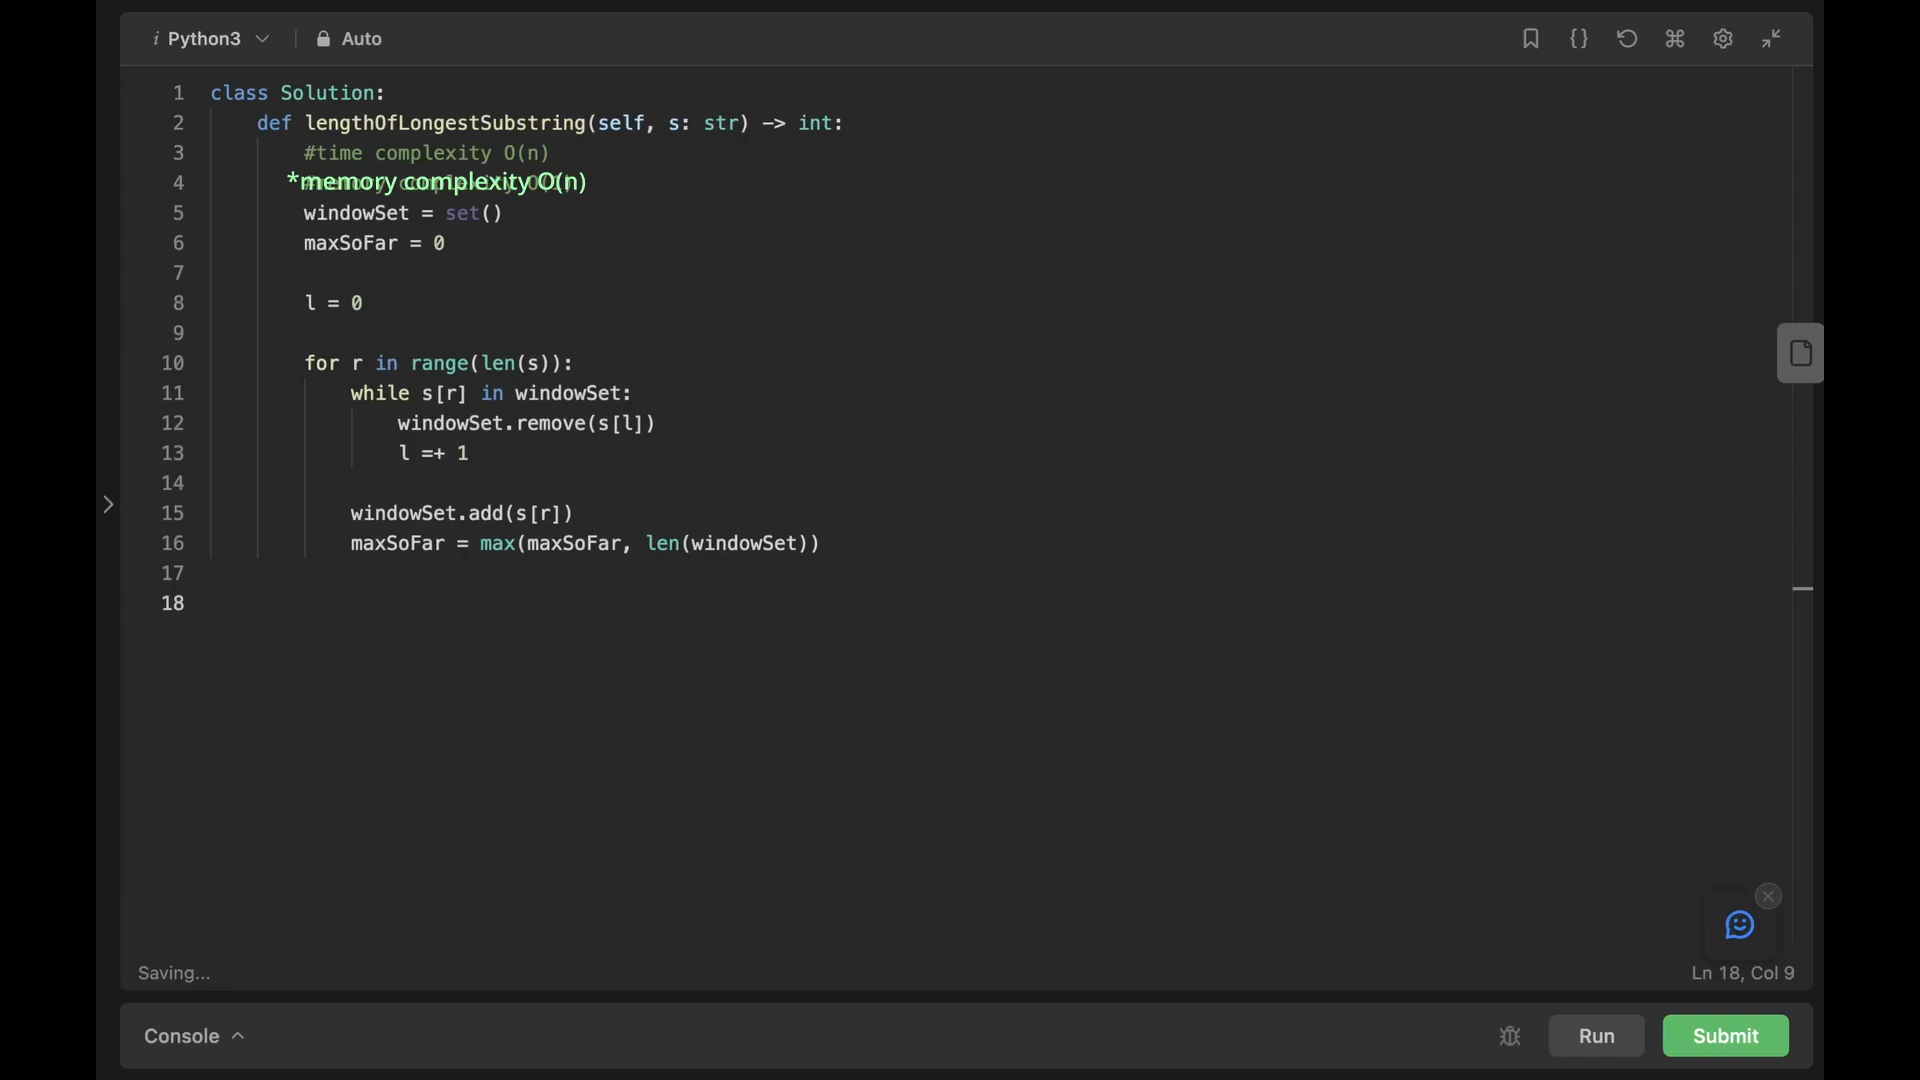 i Python3 Auto
1 class Solution:
2 def lengthOfLongestSubstring(self, s: str) -> int:
3 #time complexity O(n)
4 *memory complexity O(n)
5 windowSet = set()
6 maxSoFar = 0
7
8 l = 0
9
10 for r in range(len(s)):
11 while s[r] in windowSet:
12 windowSet.remove(s[l])
13 l =+ 1
14
15 windowSet.add(s[r])
16 maxSoFar = max(maxSoFar, len(windowSet))
17
18
Saving... Ln 18, Col 9
Console Run Submit